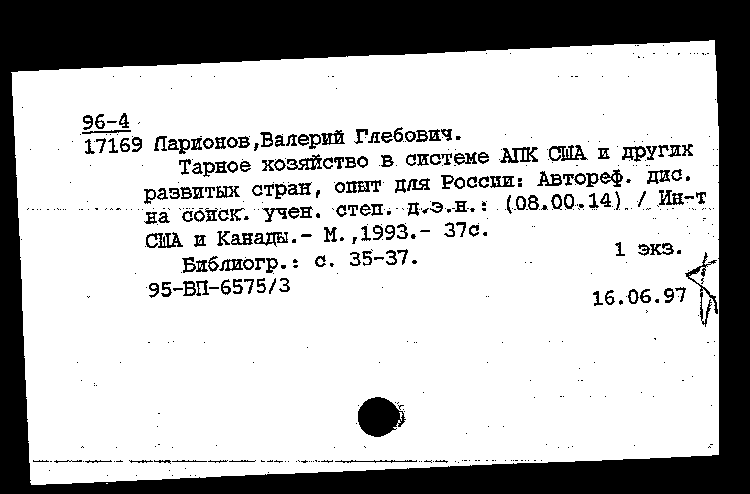 96-4
17169 Ларионов,Валерий Глебович.
Тарное хозяйство в системе АПК США и других
развитых стран, опыт для России: Автореф. дис.
на соиск. учен. степ. д.э.н.: (08.00.14) / Ин-т
США и Канады.- М.,1993.- 37с.
Библиогр.: с. 35-37.
1 экз.
95-ВП-6575/3
16.06.97